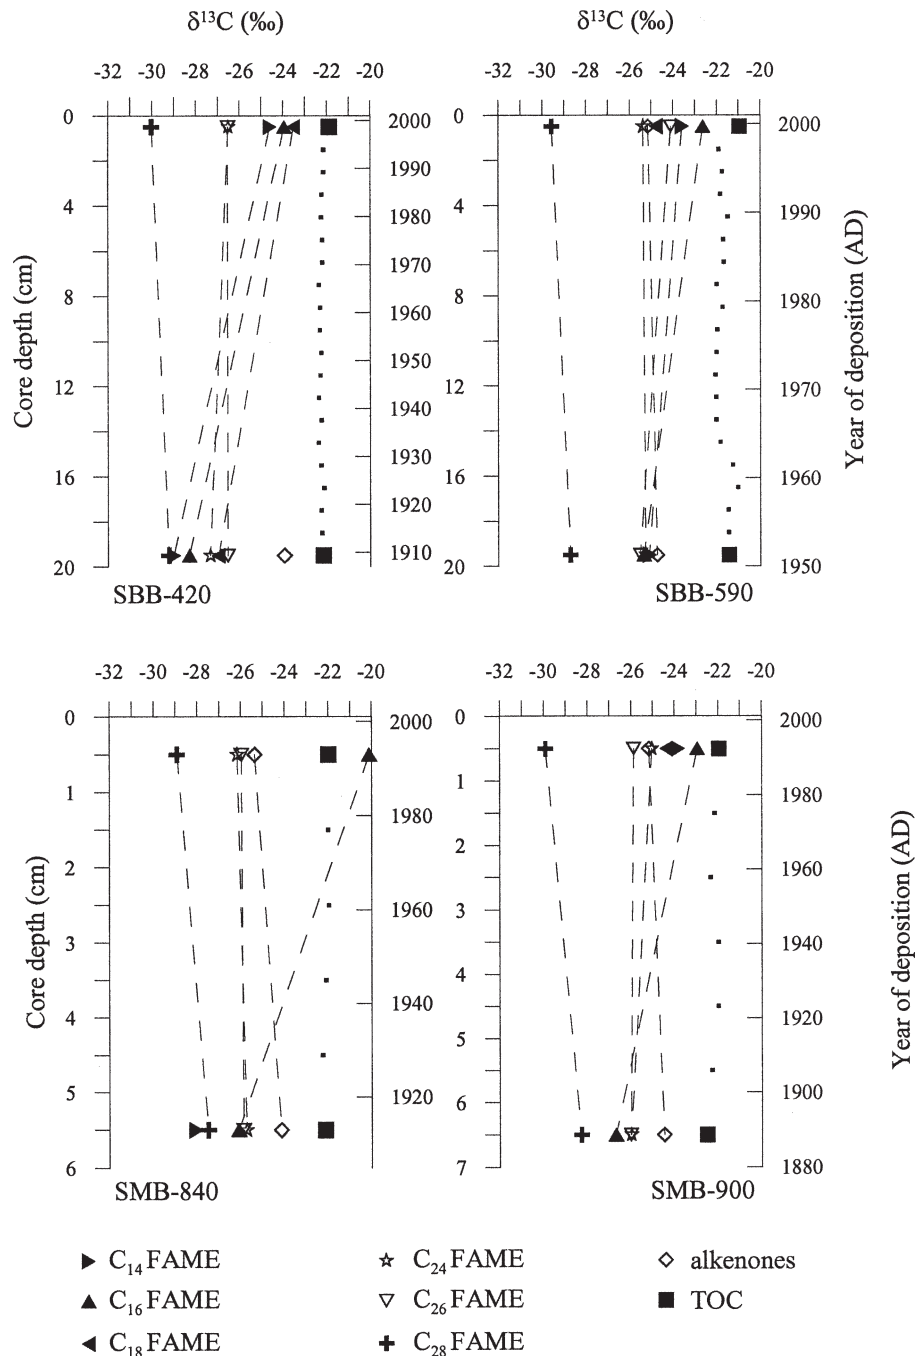 δ¹³C (‰) δ¹³C (‰)
-32 -30 -28 -26 -24 -22 -20 -32 -30 -28 -26 -24 -22 -20
0 2000 0 2000
1990
4 1980 4 1990
1970
8 1960 8 1980
1950
12 1940 12 1970
1930
16 1920 16 1960
1910
20 20 1950
Core depth (cm) Year of deposition (AD)
SBB-420 SBB-590
-32 -30 -28 -26 -24 -22 -20 -32 -30 -28 -26 -24 -22 -20
0 2000 0 2000
1 1980 1 1980
2 2 1960
3 1960 3 1940
4 1940 4 1920
5 1920 5 1900
6 6 1880
7
Core depth (cm) Year of deposition (AD)
SMB-840 SMB-900
C₁₄ FAME C₂₄ FAME alkenones
C₁₆ FAME C₂₆ FAME TOC
C₁₈ FAME C₂₈ FAME